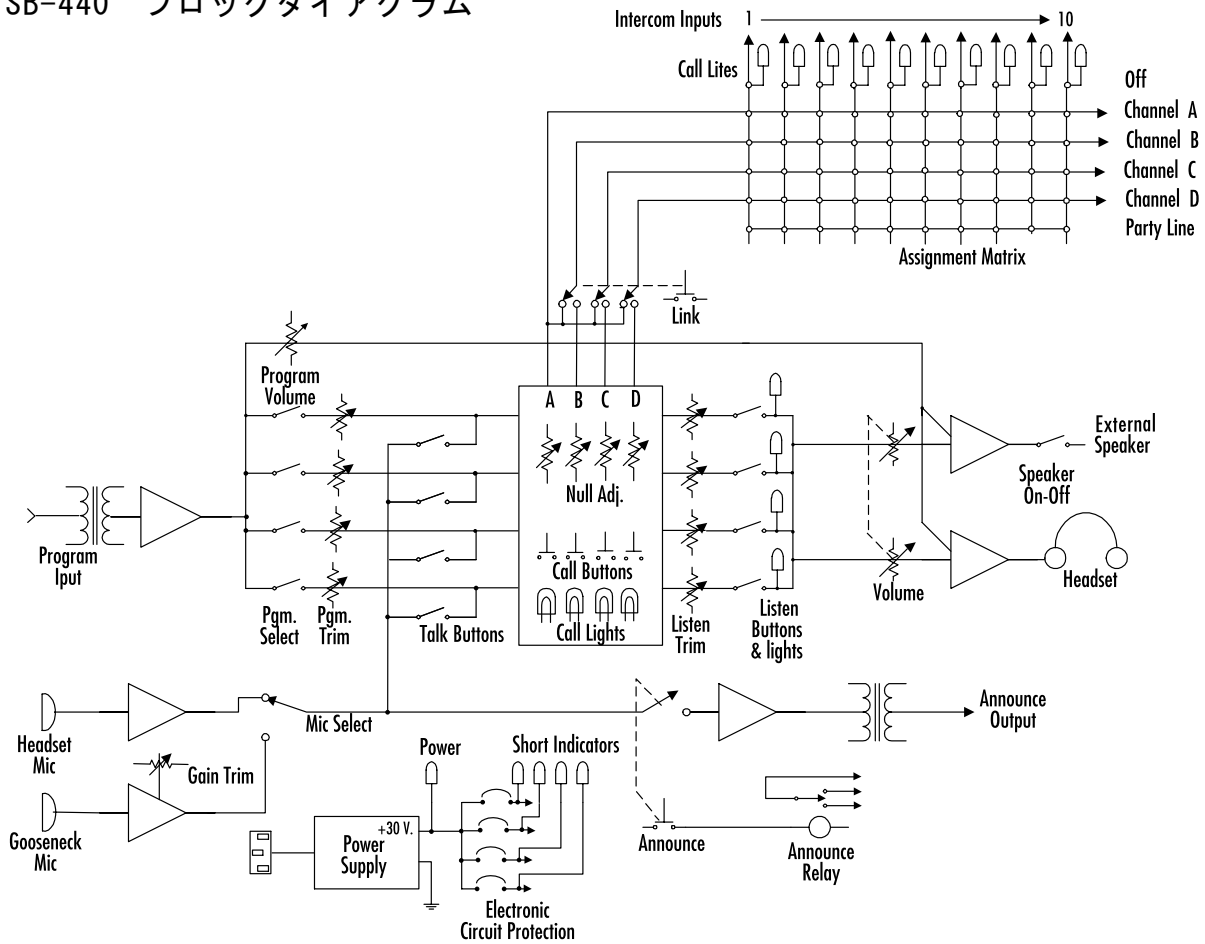 SB-440 ブロックダイアグラム
Intercom Inputs 1 10
Call Lites
Off
Channel A
Channel B
Channel C
Channel D
Party Line
Assignment Matrix
Link
Program
Volume
A B C D
Null Adj.
Call Buttons
Call Lights
External
Speaker
Speaker
On-Off
Program
Iput
Pgm.
Select
Pgm.
Trim
Talk Buttons
Listen
Trim
Listen
Buttons
& lights
Volume
Headset
Headset
Mic
Mic Select
Announce
Output
Gain Trim
Gooseneck
Mic
Power
Short Indicators
+30 V.
Power
Supply
Electronic
Circuit Protection
Announce
Announce
Relay